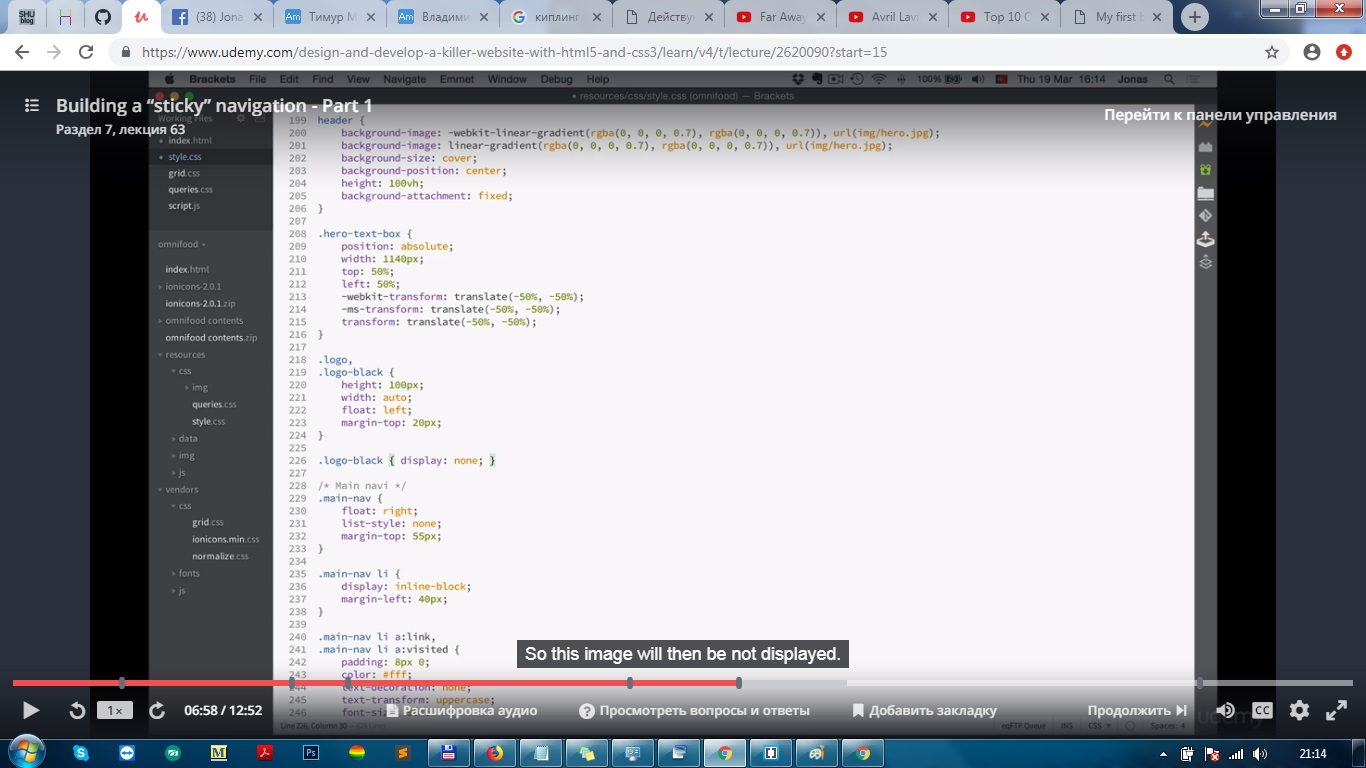 SHU
blog
(38) Jona
Тимур М
Владими
киплинг
Действу
Far Away
Avril Lavi
Top 10 C
My first b
https://www.udemy.com/design-and-develop-a-killer-website-with-html5-and-css3/learn/v4/t/lecture/2620090?start=15
Brackets File Edit Find View Navigate Emmet Window Debug Help 100% Thu 19 Mar 16:14 Jonas
resources/css/style.css (omnifood) — Brackets
Building a “sticky” navigation - Part 1
Раздел 7, лекция 63
Перейти к панели управления
Working Files
index.html
style.css
grid.css
queries.css
script.js
omnifood
index.html
ionicons-2.0.1
ionicons-2.0.1.zip
omnifood contents
omnifood contents.zip
resources
css
img
queries.css
style.css
data
img
js
vendors
css
grid.css
ionicons.min.css
normalize.css
fonts
js
199 header {
200 background-image: -webkit-linear-gradient(rgba(0, 0, 0, 0.7), rgba(0, 0, 0, 0.7)), url(img/hero.jpg);
201 background-image: linear-gradient(rgba(0, 0, 0, 0.7), rgba(0, 0, 0, 0.7)), url(img/hero.jpg);
202 background-size: cover;
203 background-position: center;
204 height: 100vh;
205 background-attachment: fixed;
206 }
207
208 .hero-text-box {
209 position: absolute;
210 width: 1140px;
211 top: 50%;
212 left: 50%;
213 -webkit-transform: translate(-50%, -50%);
214 -ms-transform: translate(-50%, -50%);
215 transform: translate(-50%, -50%);
216 }
217
218 .logo,
219 .logo-black {
220 height: 100px;
221 width: auto;
222 float: left;
223 margin-top: 20px;
224 }
225
226 .logo-black { display: none; }
227
228 /* Main navi */
229 .main-nav {
230 float: right;
231 list-style: none;
232 margin-top: 55px;
233 }
234
235 .main-nav li {
236 display: inline-block;
237 margin-left: 40px;
238 }
239
240 .main-nav li a:link,
241 .main-nav li a:visited {
242 padding: 8px 0;
243 color: #fff;
244 text-decoration: none;
245 text-transform: uppercase;
246 font-size
So this image will then be not displayed.
1× 06:58 / 12:52 Расшифровка аудио Просмотреть вопросы и ответы Добавить закладку Продолжить CC
Line 226, Column 30
eqFTP Queue INS CSS Spaces: 4
udemy
21:14